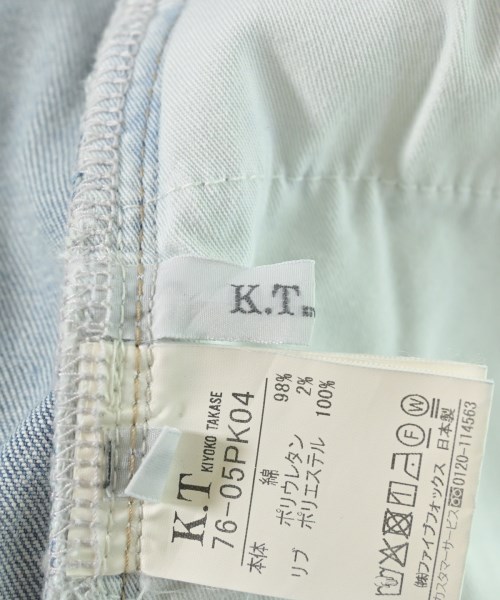 K.T.
K.T KIYOKO TAKASE
76-05PK04
本体 綿 98%
ポリウレタン 2%
リブ ポリエステル 100%
㈱ファイブフォックス 日本製
カスタマーサービス 0120-114563